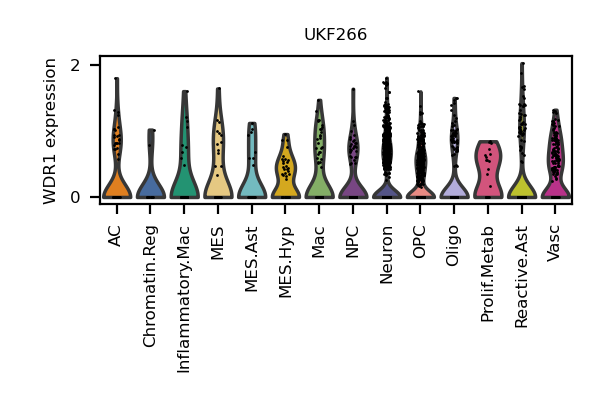 UKF266
WDR1 expression
2
0
AC
Chromatin.Reg
Inflammatory.Mac
MES
MES.Ast
MES.Hyp
Mac
NPC
Neuron
OPC
Oligo
Prolif.Metab
Reactive.Ast
Vasc